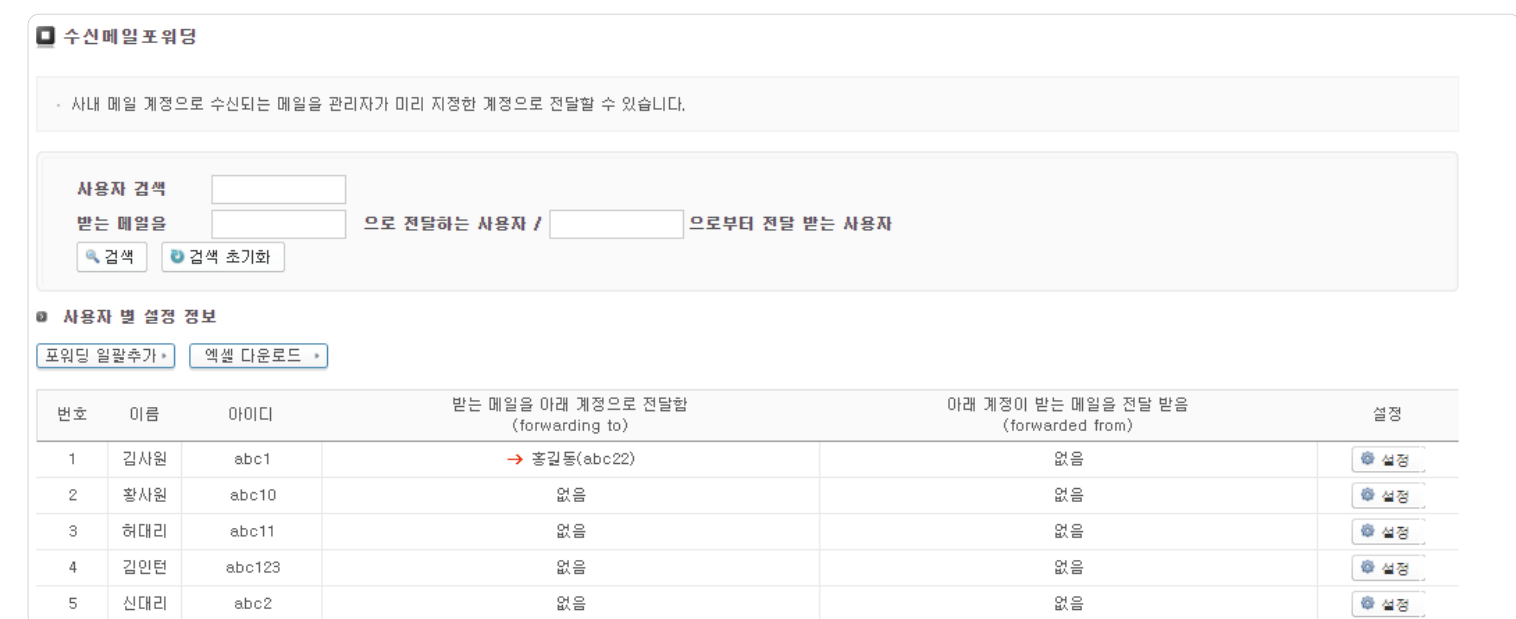 수신메일포워딩
· 사내 메일 계정으로 수신되는 메일을 관리자가 미리 지정한 계정으로 전달할 수 있습니다.
사용자 검색
받는 메일을 으로 전달하는 사용자 / 으로부터 전달 받는 사용자
검색 검색 초기화
사용자 별 설정 정보
포워딩 일괄추가 엑셀 다운로드
번호 이름 아이디 받는 메일을 아래 계정으로 전달함 (forwarding to) 아래 계정이 받는 메일을 전달 받음 (forwarded from) 설정
1 김사원 abc1 → 홍길동(abc22) 없음 설정
2 황사원 abc10 없음 없음 설정
3 허대리 abc11 없음 없음 설정
4 김인턴 abc123 없음 없음 설정
5 신대리 abc2 없음 없음 설정